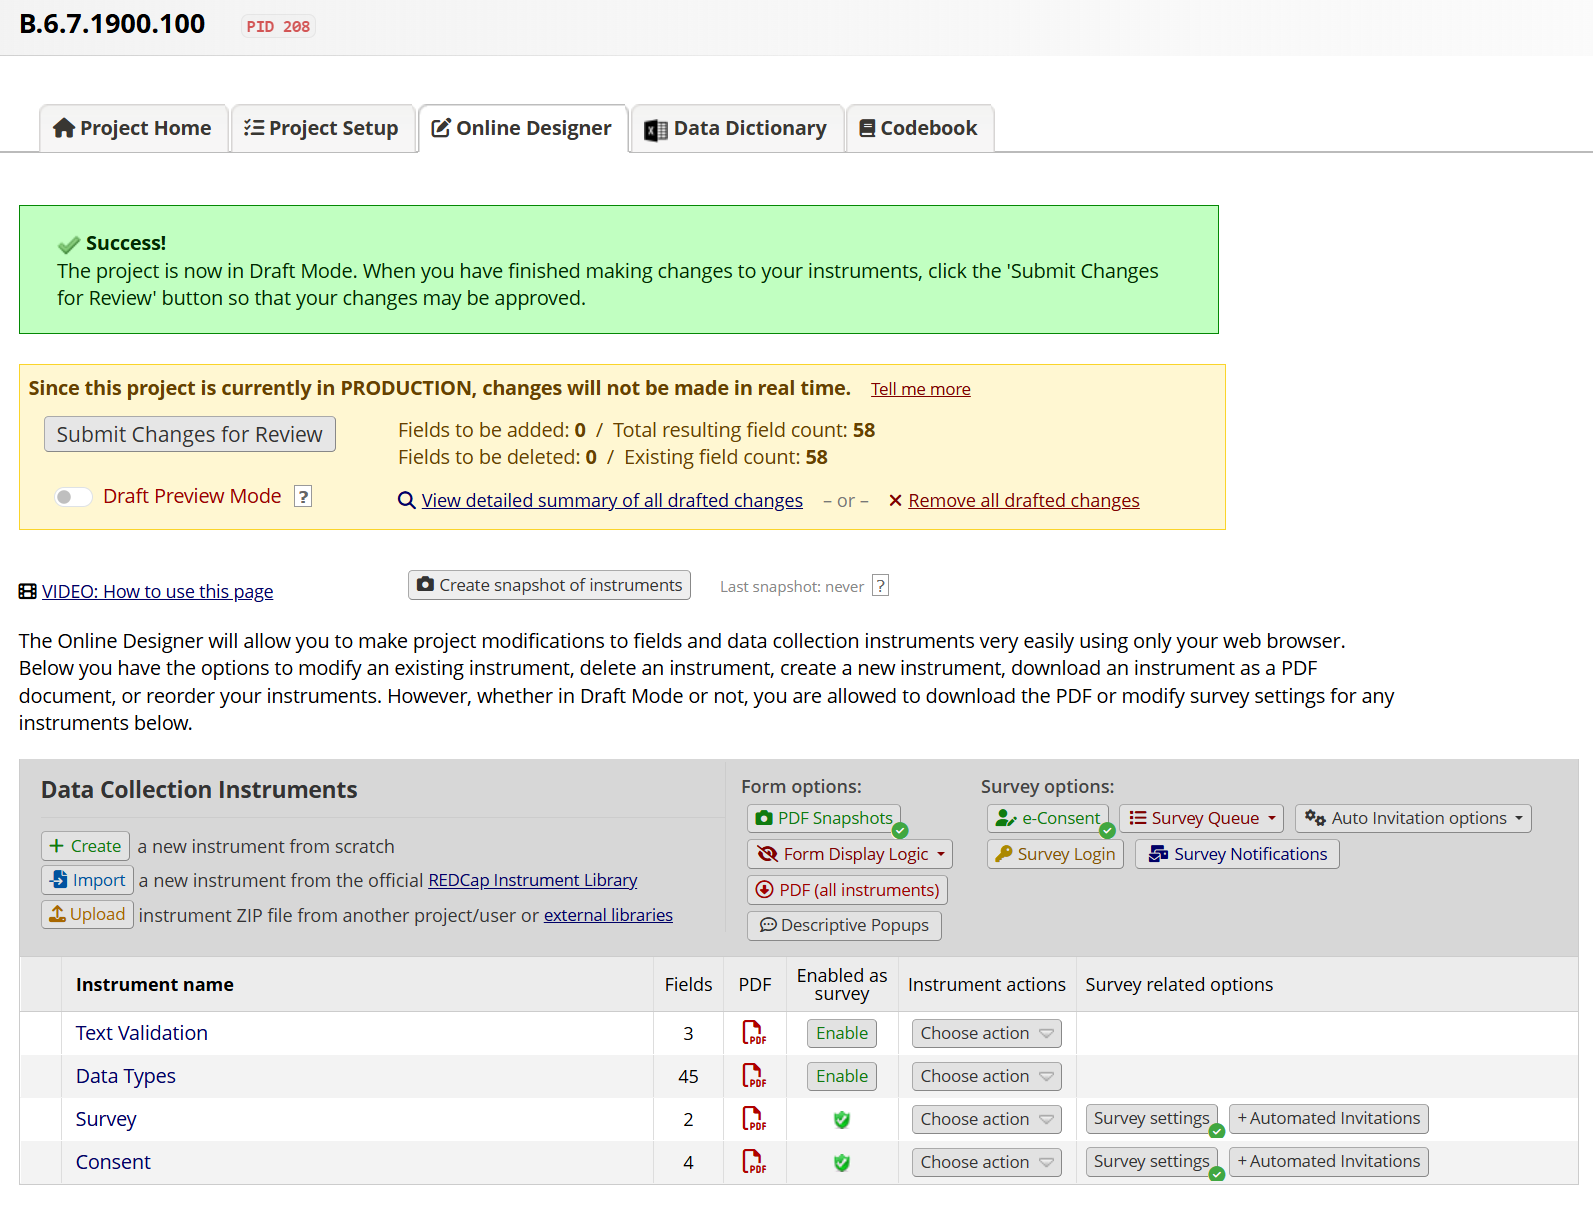 B.6.7.1900.100 PID 208
Project Home Project Setup Online Designer Data Dictionary Codebook
Success!
The project is now in Draft Mode. When you have finished making changes to your instruments, click the 'Submit Changes
for Review' button so that your changes may be approved.
Since this project is currently in PRODUCTION, changes will not be made in real time. Tell me more
Submit Changes for Review
Fields to be added: 0 / Total resulting field count: 58
Fields to be deleted: 0 / Existing field count: 58
Draft Preview Mode ?
View detailed summary of all drafted changes – or – Remove all drafted changes
VIDEO: How to use this page Create snapshot of instruments Last snapshot: never ?
The Online Designer will allow you to make project modifications to fields and data collection instruments very easily using only your web browser.
Below you have the options to modify an existing instrument, delete an instrument, create a new instrument, download an instrument as a PDF
document, or reorder your instruments. However, whether in Draft Mode or not, you are allowed to download the PDF or modify survey settings for any
instruments below.
Data Collection Instruments
+ Create a new instrument from scratch
Import a new instrument from the official REDCap Instrument Library
Upload instrument ZIP file from another project/user or external libraries
Form options:
PDF Snapshots
Form Display Logic
PDF (all instruments)
Descriptive Popups
Survey options:
e-Consent Survey Queue Auto Invitation options
Survey Login Survey Notifications
Instrument name Fields PDF Enabled as survey Instrument actions Survey related options
Text Validation 3 PDF Enable Choose action
Data Types 45 PDF Enable Choose action
Survey 2 PDF Choose action Survey settings + Automated Invitations
Consent 4 PDF Choose action Survey settings + Automated Invitations